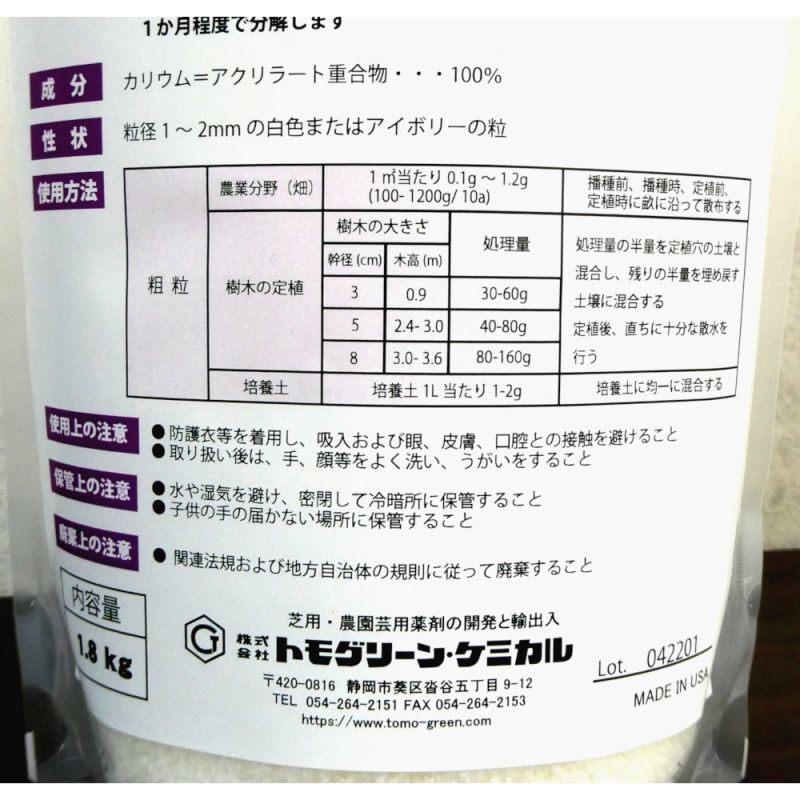 1か月程度で分解します
成分
カリウム＝アクリラート重合物・・・100%
性状
粒径1～2mmの白色またはアイボリーの粒
使用方法
粗粒
農業分野（畑）
1㎡当たり 0.1g～1.2g
(100- 1200g/ 10a)
播種前、播種時、定植前、
定植時に畝に沿って散布する
樹木の定植
樹木の大きさ
処理量
幹径(cm)
木高(m)
3
0.9
30-60g
5
2.4- 3.0
40-80g
8
3.0- 3.6
80-160g
処理量の半量を定植穴の土壌と
混合し、残りの半量を埋め戻す
土壌に混合する
定植後、直ちに十分な散水を
行う
培養土
培養土 1L 当たり 1-2g
培養土に均一に混合する
使用上の注意
●防護衣等を着用し、吸入および眼、皮膚、口腔との接触を避けること
●取り扱い後は、手、顔等をよく洗い、うがいをすること
保管上の注意
●水や湿気を避け、密閉して冷暗所に保管すること
●子供の手の届かない場所に保管すること
廃棄上の注意
●関連法規および地方自治体の規則に従って廃棄すること
内容量
1.8 kg
芝用・農園芸用薬剤の開発と輸出入
G
株式会社 トモグリーン・ケミカル
〒420-0816 静岡市葵区沓谷五丁目 9-12
TEL 054-264-2151 FAX 054-264-2153
https://www.tomo-green.com
Lot. 042201
MADE IN USA